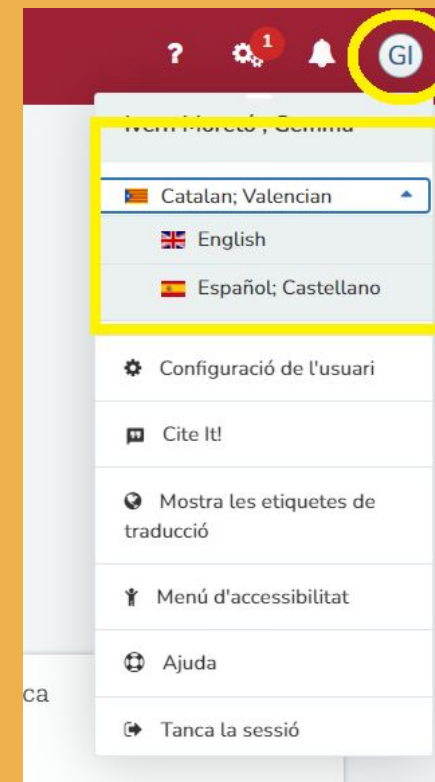 ? 1 GI
Catalan; Valencian
English
Español; Castellano
Configuració de l'usuari
Cite It!
Mostra les etiquetes de
traducció
Menú d'accessibilitat
Ajuda
ca
Tanca la sessió